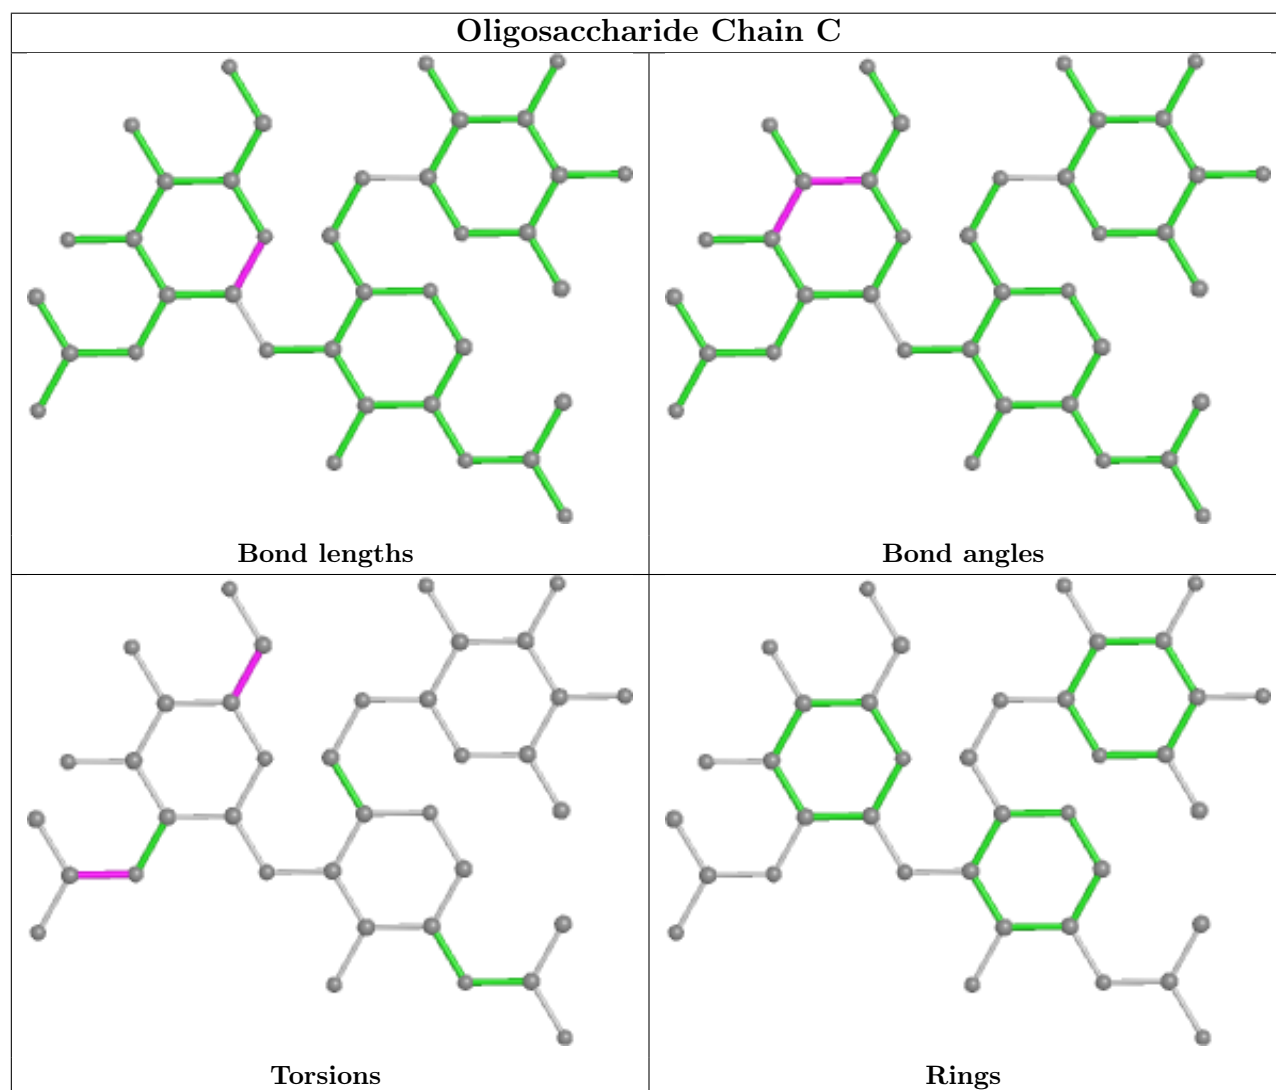 Oligosaccharide Chain C
Bond lengths
Bond angles
Torsions
Rings